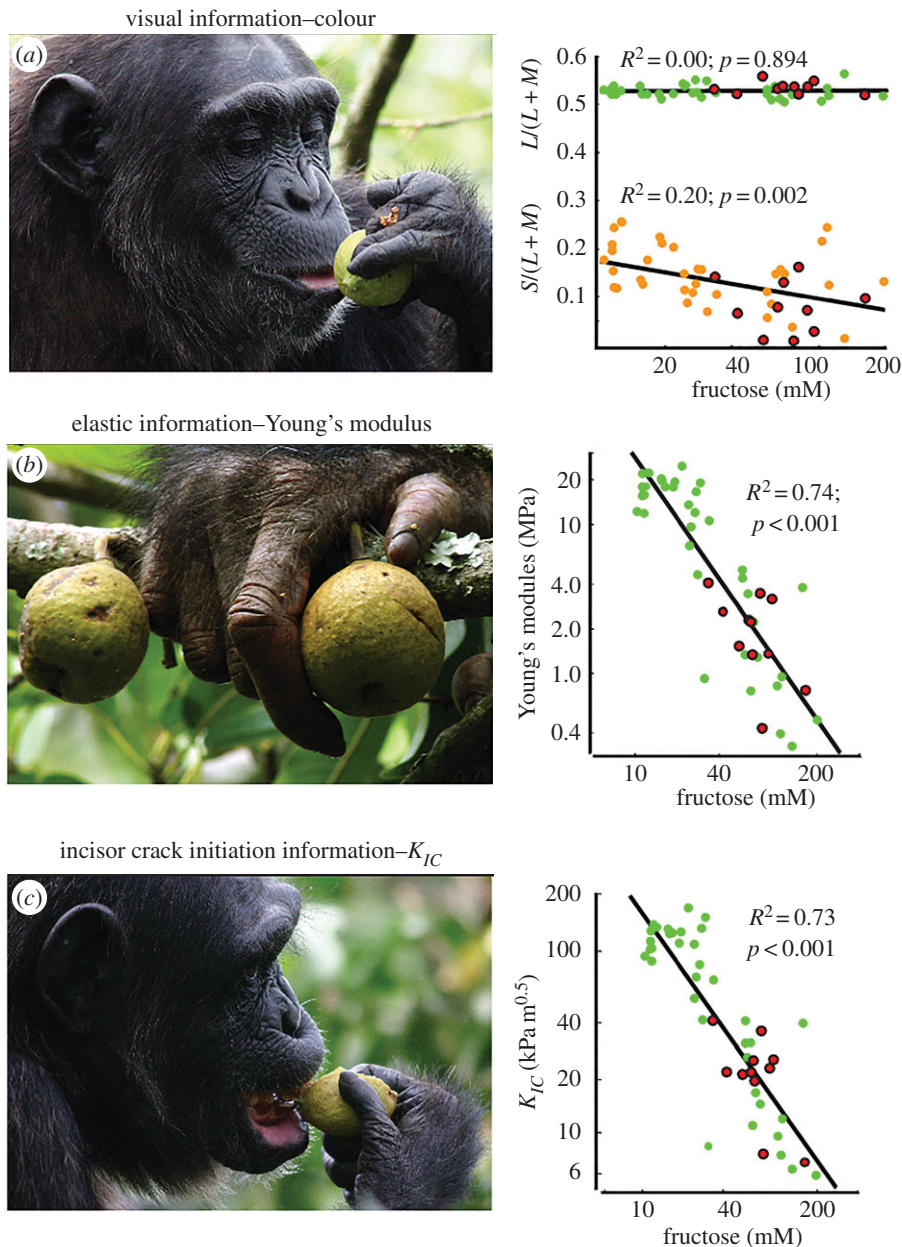 visual information–colour
(a)
R² = 0.00; p = 0.894
L/(L + M)
0.6
0.5
0.4
R² = 0.20; p = 0.002
S/(L + M)
0.3
0.2
0.1
20 40 100 200
fructose (mM)
elastic information–Young's modulus
(b)
R² = 0.74;
p < 0.001
Young's modules (MPa)
20
10
4.0
2.0
1.0
0.4
10 40 200
fructose (mM)
incisor crack initiation information–K_IC
(c)
R² = 0.73
p < 0.001
K_IC (kPa m^0.5)
200
100
40
20
10
6
10 40 200
fructose (mM)